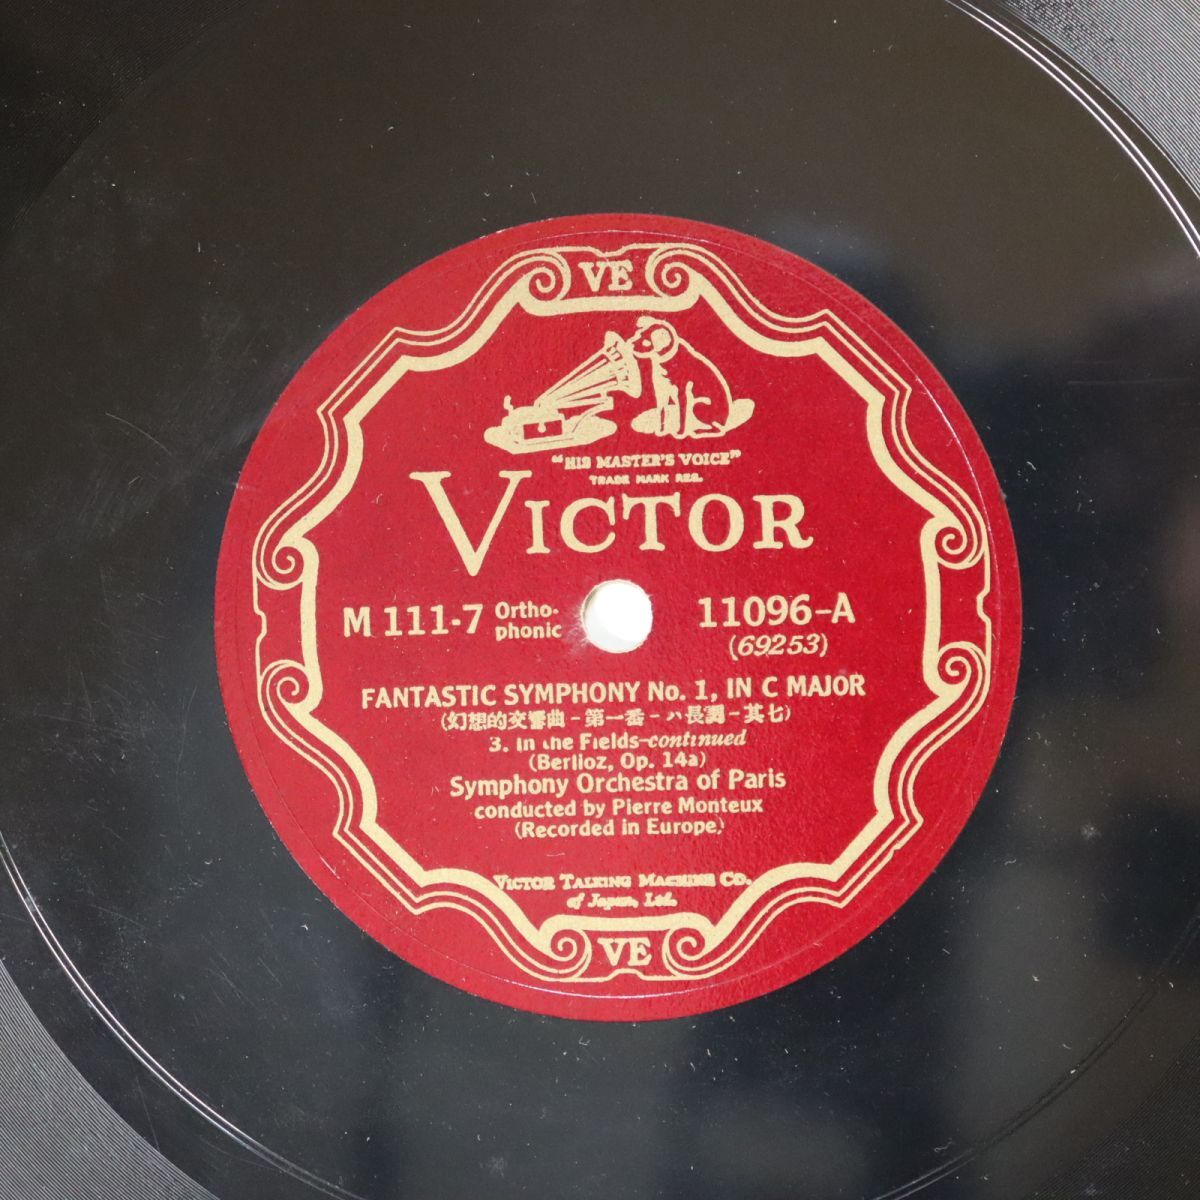 VE
"HIS MASTER'S VOICE"
TRADE MARK REG.
VICTOR
M 111-7 Ortho-phonic 11096-A
(69253)
FANTASTIC SYMPHONY No. 1, IN C MAJOR
(幻想的交響曲-第一番-ハ長調-其七)
3. In the Fields-continued
(Berlioz, Op. 14a)
Symphony Orchestra of Paris
conducted by Pierre Monteux
(Recorded in Europe)
VICTOR TALKING MACHINE CO.
of Japan, Ltd.
VE